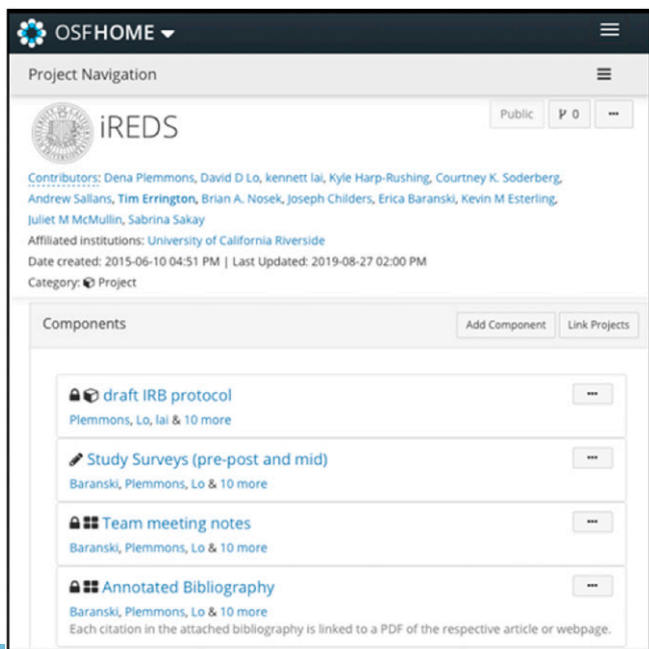 OSFHOME
Project Navigation
iREDS
Public
0
Contributors: Dena Plemmons, David D Lo, kennett lai, Kyle Harp-Rushing, Courtney K. Soderberg,
Andrew Sallans, Tim Errington, Brian A. Nosek, Joseph Childers, Erica Baranski, Kevin M Esterling,
Juliet M McMullin, Sabrina Sakay
Affiliated institutions: University of California Riverside
Date created: 2015-06-10 04:51 PM | Last Updated: 2019-08-27 02:00 PM
Category: Project
Components
Add Component
Link Projects
draft IRB protocol
Plemmons, Lo, lai & 10 more
Study Surveys (pre-post and mid)
Baranski, Plemmons, Lo & 10 more
Team meeting notes
Baranski, Plemmons, Lo & 10 more
Annotated Bibliography
Baranski, Plemmons, Lo & 10 more
Each citation in the attached bibliography is linked to a PDF of the respective article or webpage.